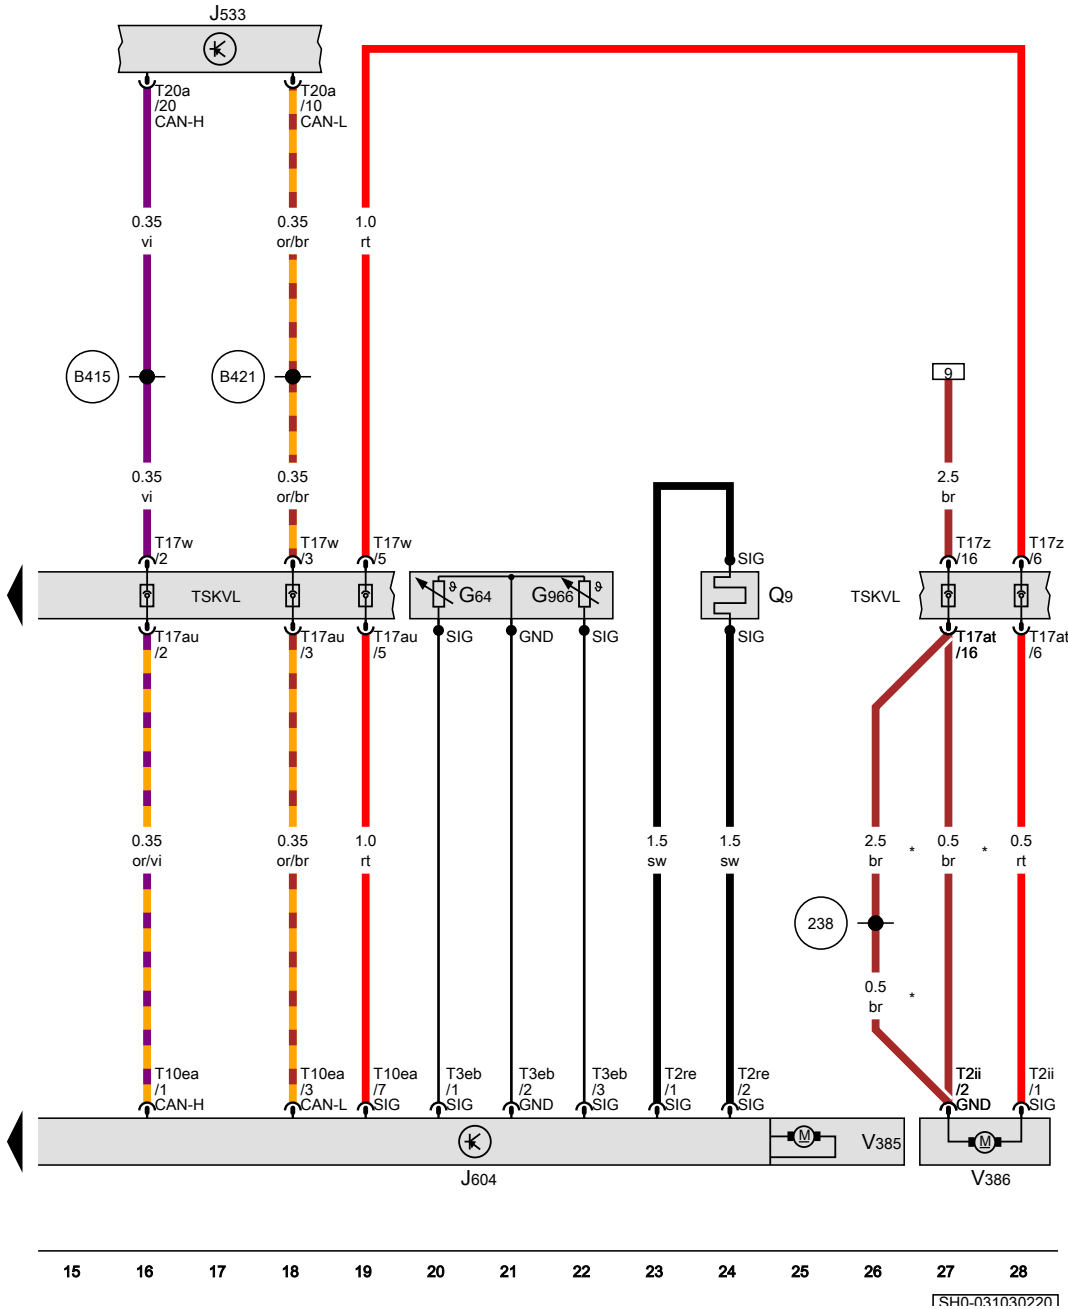 J533
T20a
/20
CAN-H
T20a
/10
CAN-L
0.35
vi
0.35
or/br
1.0
rt
B415
B421
9
0.35
vi
0.35
or/br
2.5
br
T17w
/2
T17w
/3
T17w
/5
SIG
T17z
/16
T17z
/6
TSKVL
G64
G966
Q9
TSKVL
T17au
/2
T17au
/3
T17au
/5
SIG
GND
SIG
SIG
T17at
/16
T17at
/6
0.35
or/vi
0.35
or/br
1.0
rt
1.5
sw
1.5
sw
2.5
br
*
0.5
br
*
0.5
rt
238
0.5
br
*
T10ea
/1
CAN-H
T10ea
/3
CAN-L
T10ea
/7
SIG
T3eb
/1
SIG
T3eb
/2
GND
T3eb
/3
SIG
T2re
/1
SIG
T2re
/2
SIG
T2ii
/2
GND
T2ii
/1
SIG
M
V385
M
J604
V386
15 16 17 18 19 20 21 22 23 24 25 26 27 28
SH0-031030220